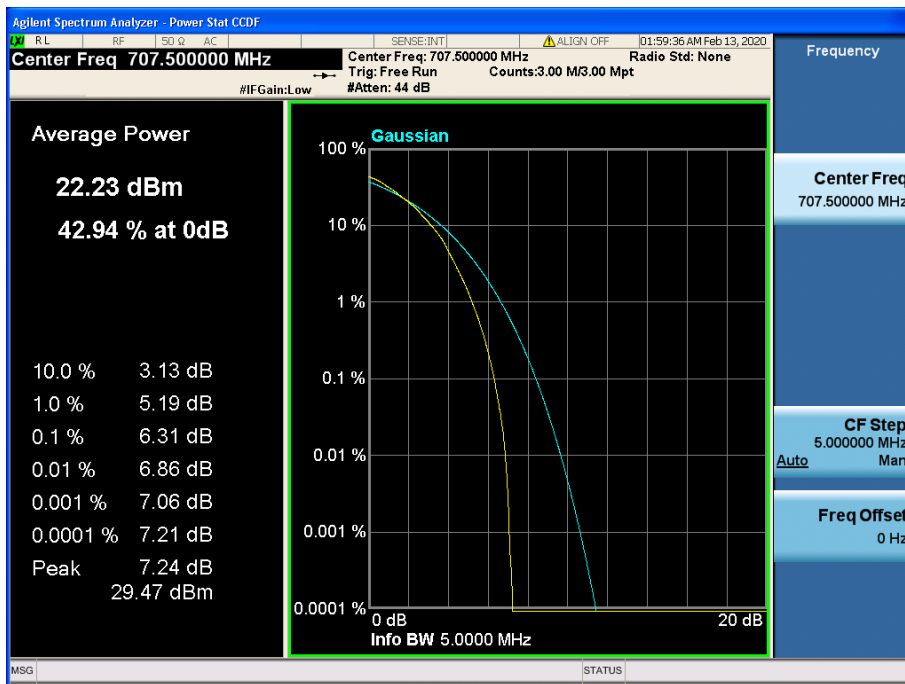 Agilent Spectrum Analyzer - Power Stat CCDF
LXI RL RF 50 Ω AC SENSE:INT ALIGN OFF 01:59:36 AM Feb 13, 2020
Center Freq 707.500000 MHz
Center Freq: 707.500000 MHz Radio Std: None
Trig: Free Run Counts:3.00 M/3.00 Mpt
#IFGain:Low #Atten: 44 dB
Average Power
22.23 dBm
42.94 % at 0dB
10.0 % 3.13 dB
1.0 % 5.19 dB
0.1 % 6.31 dB
0.01 % 6.86 dB
0.001 % 7.06 dB
0.0001 % 7.21 dB
Peak 7.24 dB
29.47 dBm
Gaussian
100 %
10 %
1 %
0.1 %
0.01 %
0.001 %
0.0001 %
0 dB 20 dB
Info BW 5.0000 MHz
Frequency
Center Freq
707.500000 MHz
CF Step
5.000000 MHz
Auto Man
Freq Offset
0 Hz
MSG STATUS